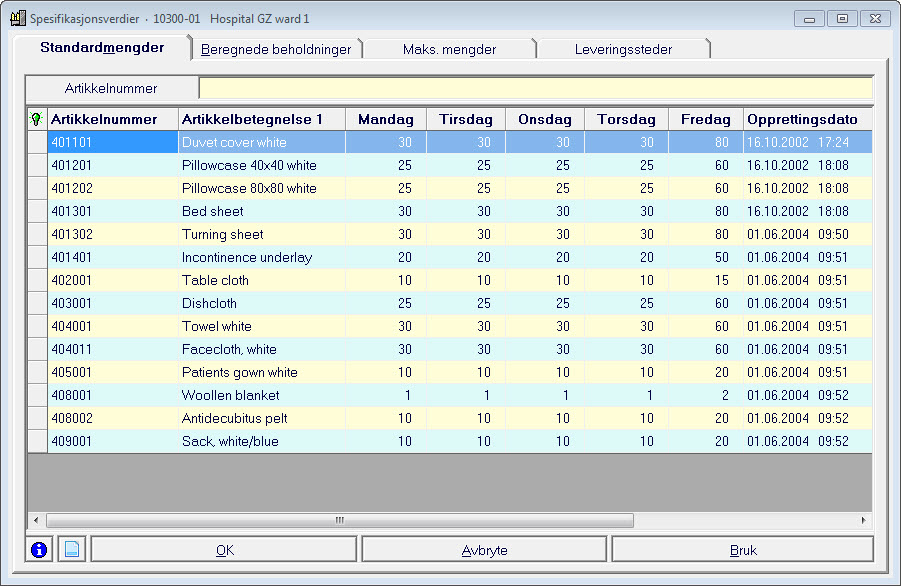 Spesifikasjonsverdier · 10300-01 Hospital GZ ward 1
Standardmengder Beregnede beholdninger Maks. mengder Leveringssteder
Artikkelnummer
Artikkelnummer Artikkelbetegnelse 1 Mandag Tirsdag Onsdag Torsdag Fredag Opprettingsdato
401101 Duvet cover white 30 30 30 30 80 16.10.2002 17:24
401201 Pillowcase 40x40 white 25 25 25 25 60 16.10.2002 18:08
401202 Pillowcase 80x80 white 25 25 25 25 60 16.10.2002 18:08
401301 Bed sheet 30 30 30 30 80 16.10.2002 18:08
401302 Turning sheet 30 30 30 30 80 01.06.2004 09:50
401401 Incontinence underlay 20 20 20 20 50 01.06.2004 09:51
402001 Table cloth 10 10 10 10 15 01.06.2004 09:51
403001 Dishcloth 25 25 25 25 60 01.06.2004 09:51
404001 Towel white 30 30 30 30 60 01.06.2004 09:51
404011 Facecloth, white 30 30 30 30 60 01.06.2004 09:51
405001 Patients gown white 10 10 10 10 20 01.06.2004 09:51
408001 Woollen blanket 1 1 1 1 2 01.06.2004 09:52
408002 Antidecubitus pelt 10 10 10 10 20 01.06.2004 09:52
409001 Sack, white/blue 10 10 10 10 20 01.06.2004 09:52
OK Avbryte Bruk